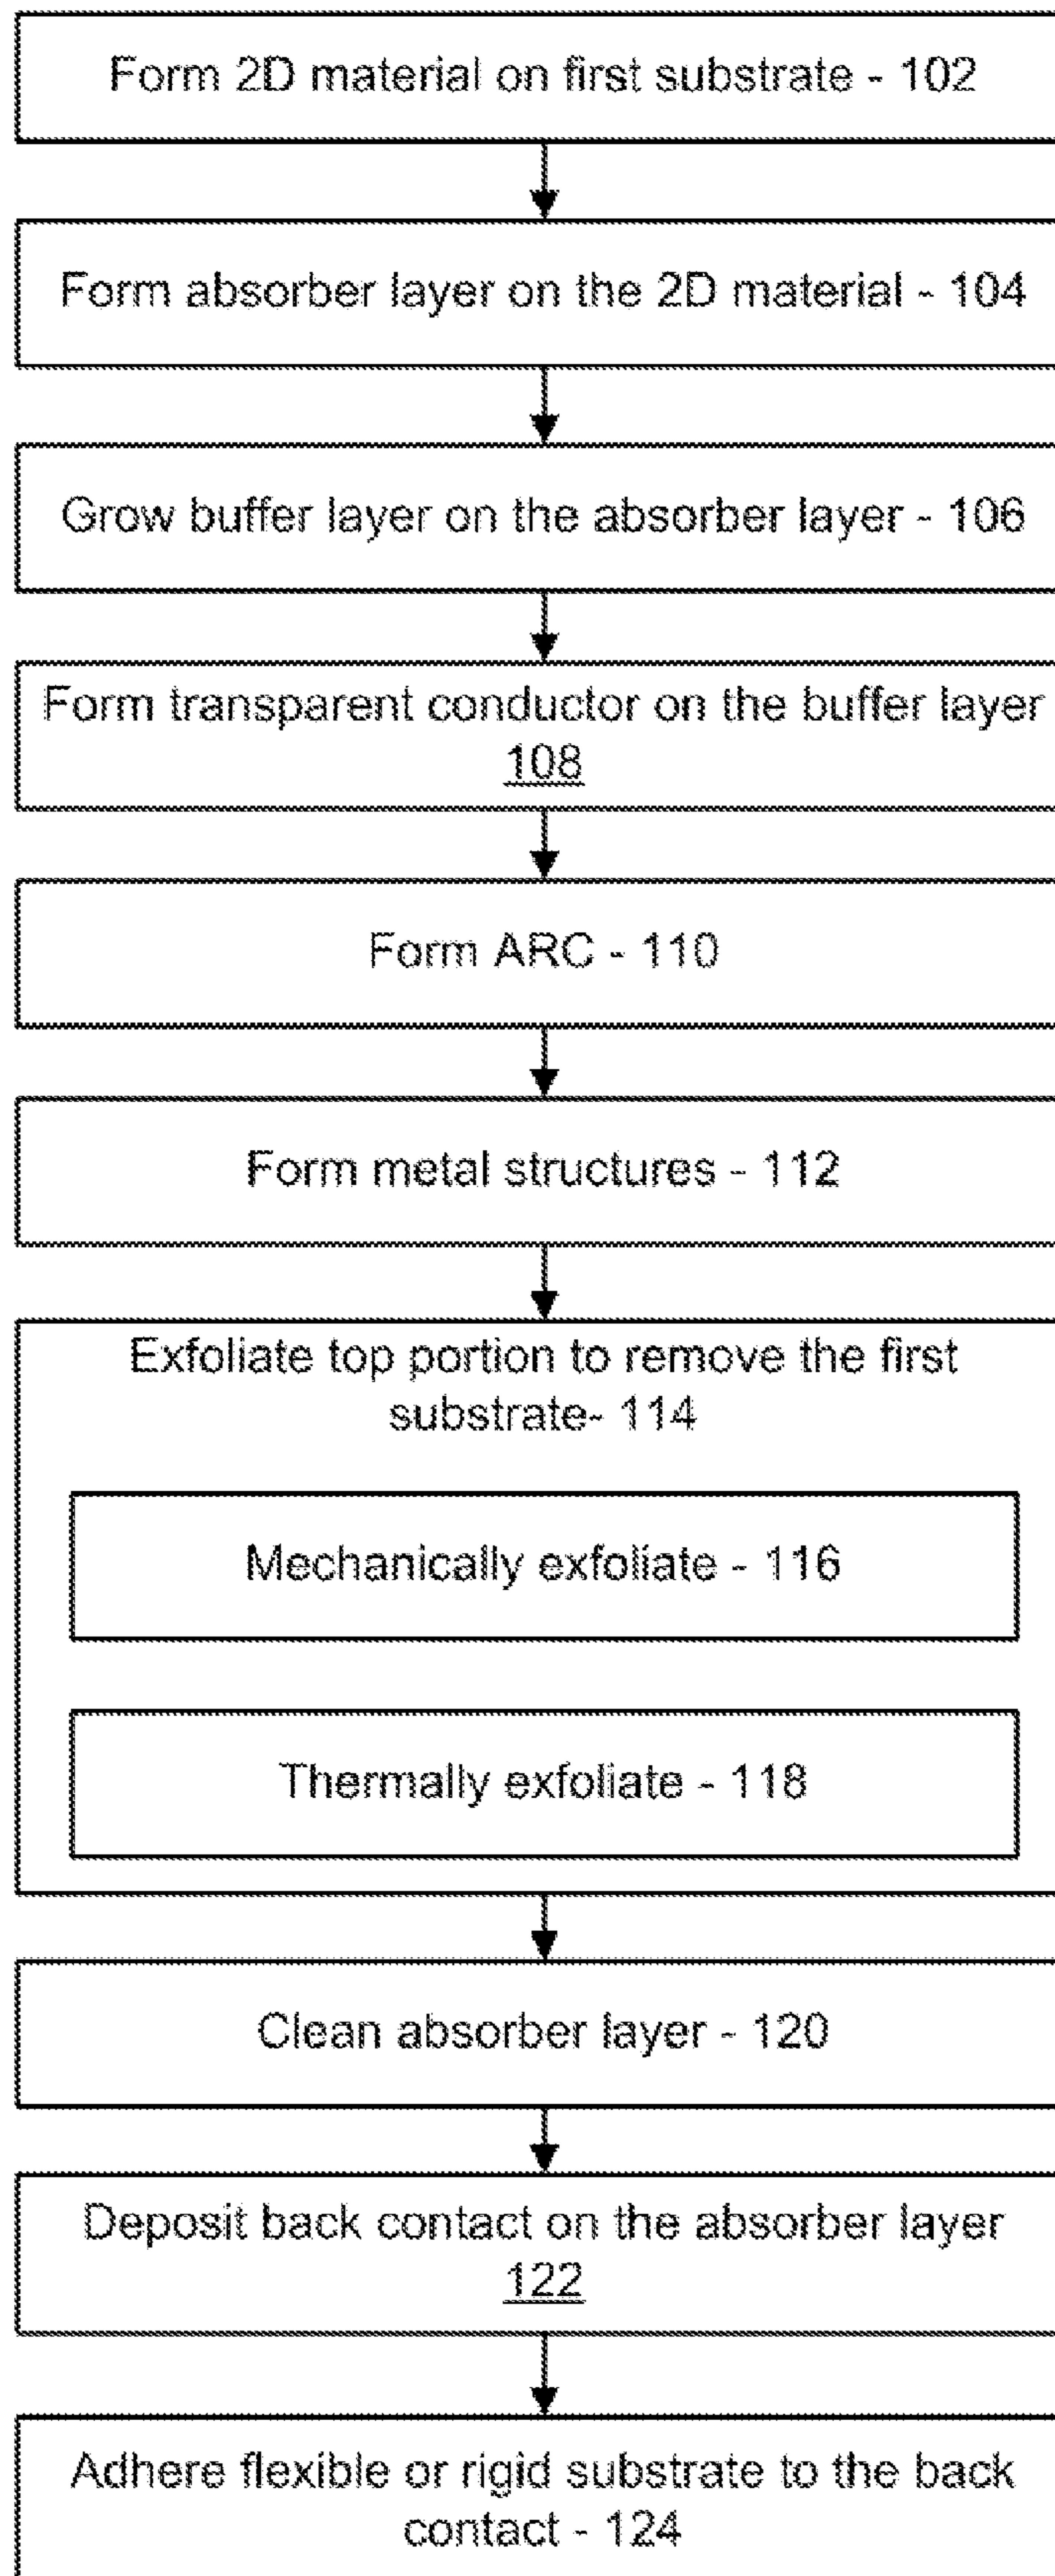 Form 2D material on first substrate - 102
Form absorber layer on the 2D material - 104
Grow buffer layer on the absorber layer - 106
Form transparent conductor on the buffer layer
108
Form ARC - 110
Form metal structures - 112
Exfoliate top portion to remove the first
substrate- 114
Mechanically exfoliate - 116
Thermally exfoliate - 118
Clean absorber layer - 120
Deposit back contact on the absorber layer
122
Adhere flexible or rigid substrate to the back
contact - 124